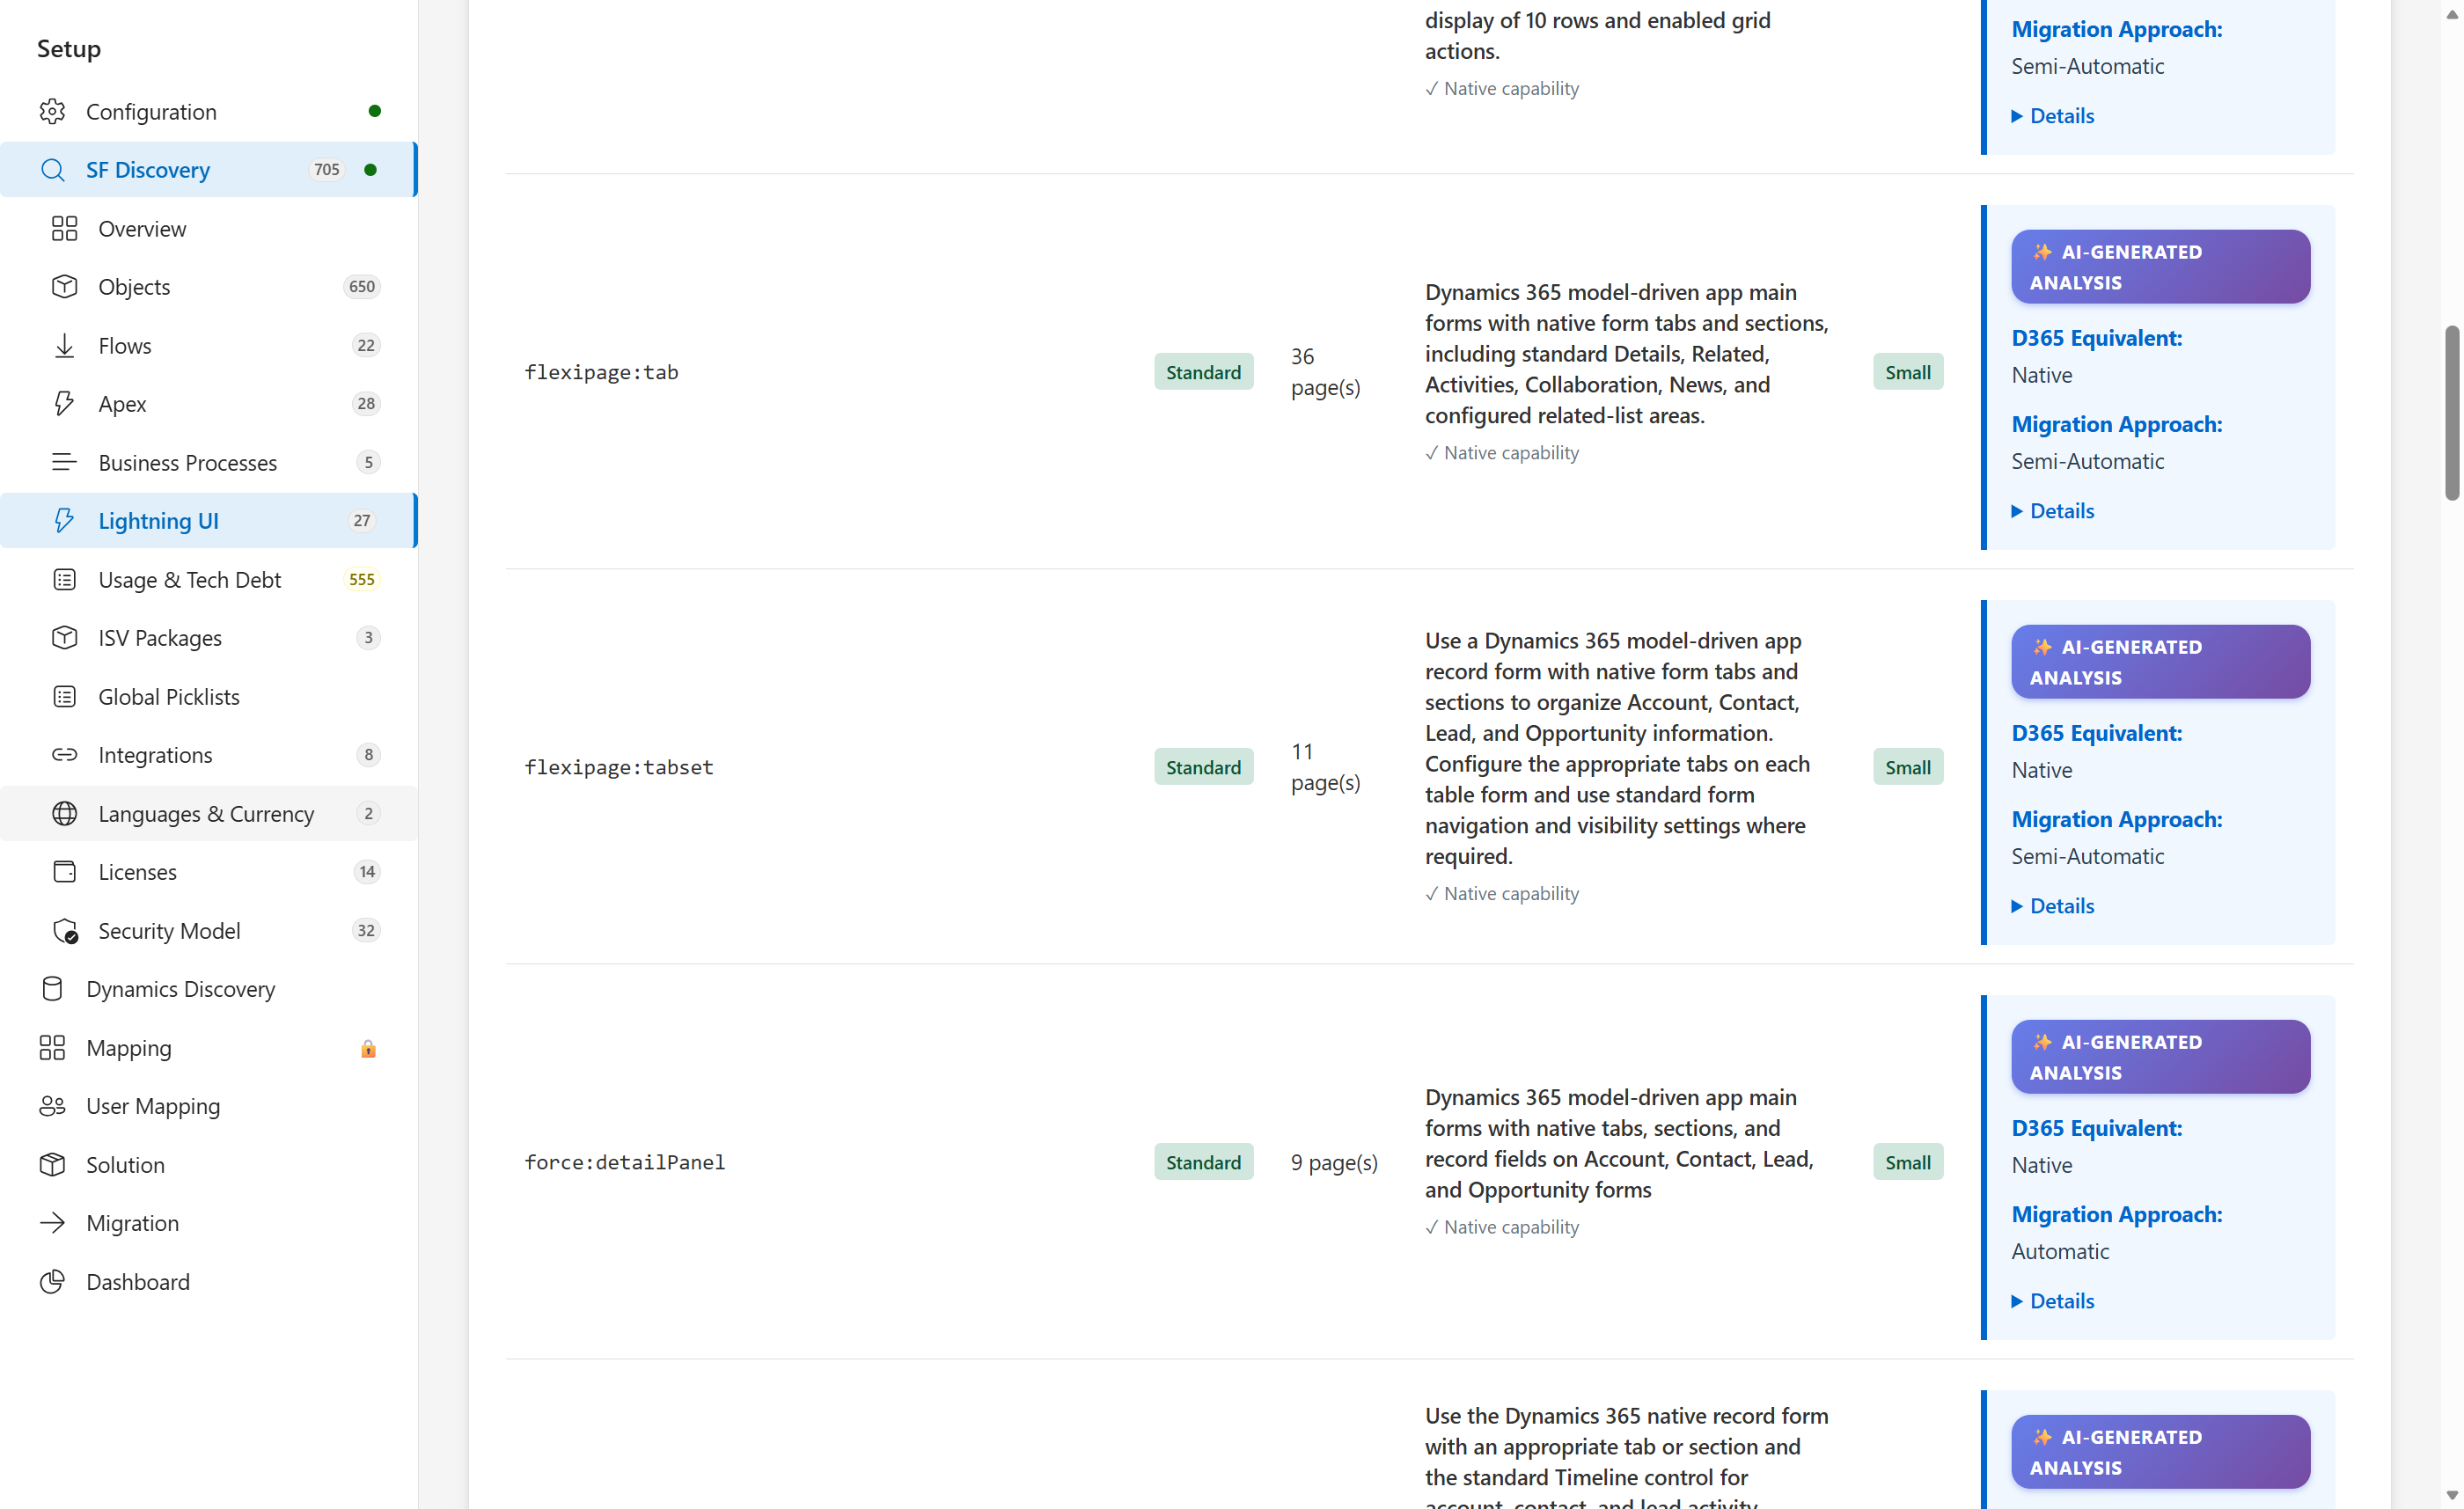 Setup
Configuration
SF Discovery 705
Overview
Objects 650
Flows 22
Apex 28
Business Processes 5
Lightning UI 27
Usage & Tech Debt 555
ISV Packages 3
Global Picklists
Integrations 8
Languages & Currency 2
Licenses 14
Security Model 32
Dynamics Discovery
Mapping
User Mapping
Solution
Migration
Dashboard
display of 10 rows and enabled grid
actions.
✓ Native capability
Migration Approach:
Semi-Automatic
▶ Details
flexipage:tab
Standard
36
page(s)
Dynamics 365 model-driven app main
forms with native form tabs and sections,
including standard Details, Related,
Activities, Collaboration, News, and
configured related-list areas.
✓ Native capability
Small
✨ AI-GENERATED
ANALYSIS
D365 Equivalent:
Native
Migration Approach:
Semi-Automatic
▶ Details
flexipage:tabset
Standard
11
page(s)
Use a Dynamics 365 model-driven app
record form with native form tabs and
sections to organize Account, Contact,
Lead, and Opportunity information.
Configure the appropriate tabs on each
table form and use standard form
navigation and visibility settings where
required.
✓ Native capability
Small
✨ AI-GENERATED
ANALYSIS
D365 Equivalent:
Native
Migration Approach:
Semi-Automatic
▶ Details
force:detailPanel
Standard
9 page(s)
Dynamics 365 model-driven app main
forms with native tabs, sections, and
record fields on Account, Contact, Lead,
and Opportunity forms
✓ Native capability
Small
✨ AI-GENERATED
ANALYSIS
D365 Equivalent:
Native
Migration Approach:
Automatic
▶ Details
Use the Dynamics 365 native record form
with an appropriate tab or section and
the standard Timeline control for
account, contact, and lead activity
✨ AI-GENERATED
ANALYSIS